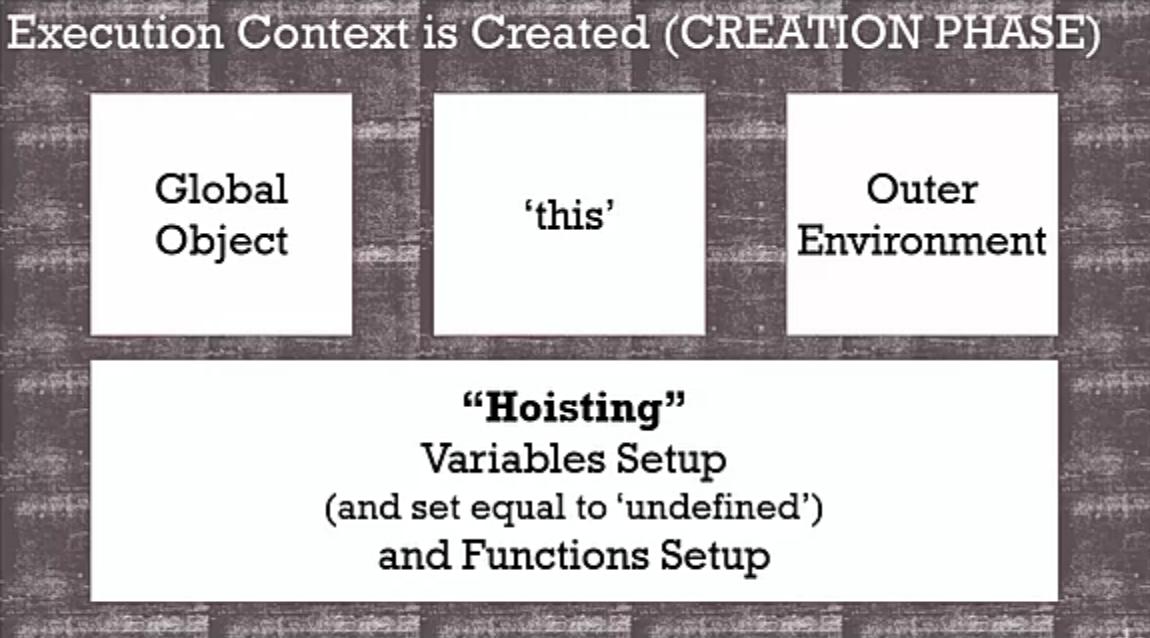 Execution Context is Created (CREATION PHASE)
Global
Object
‘this’
Outer
Environment
“Hoisting”
Variables Setup
(and set equal to ‘undefined’)
and Functions Setup